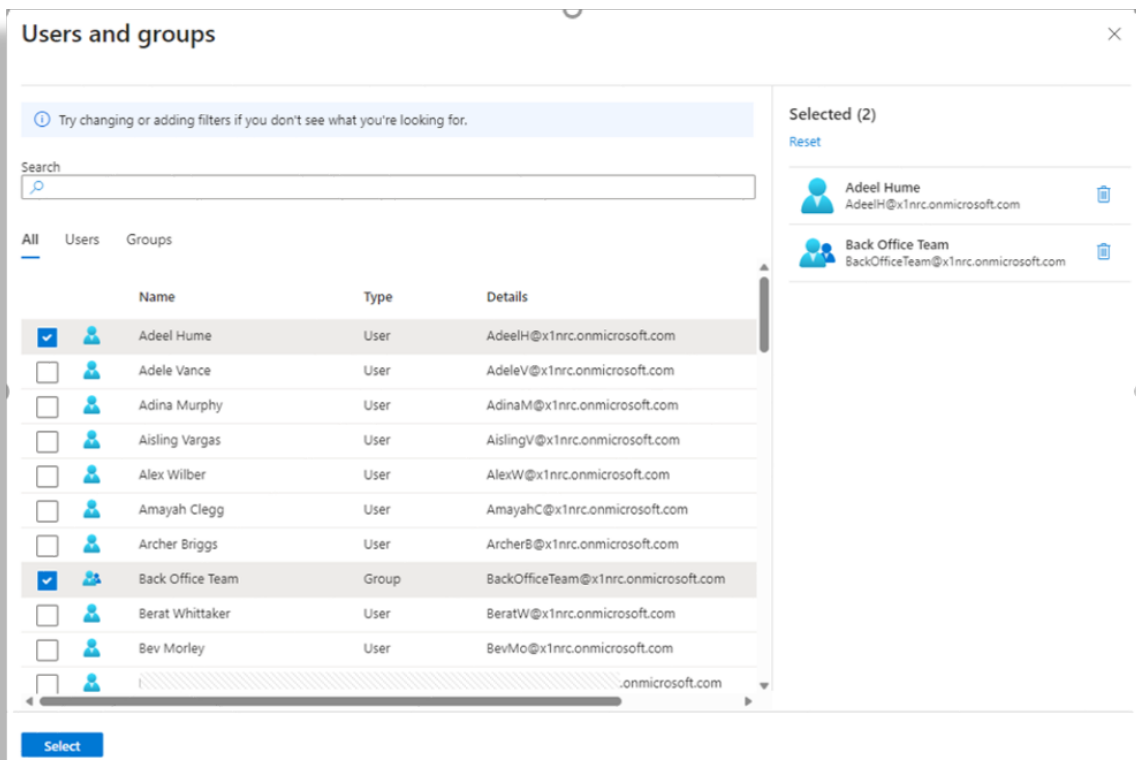 Users and groups
Try changing or adding filters if you don't see what you're looking for.
Search
All Users Groups
Name Type Details
Adeel Hume User AdeelH@x1nrc.onmicrosoft.com
Adele Vance User AdeleV@x1nrc.onmicrosoft.com
Adina Murphy User AdinaM@x1nrc.onmicrosoft.com
Aisling Vargas User AislingV@x1nrc.onmicrosoft.com
Alex Wilber User AlexW@x1nrc.onmicrosoft.com
Amayah Clegg User AmayahC@x1nrc.onmicrosoft.com
Archer Briggs User ArcherB@x1nrc.onmicrosoft.com
Back Office Team Group BackOfficeTeam@x1nrc.onmicrosoft.com
Berat Whittaker User BeratW@x1nrc.onmicrosoft.com
Bev Morley User BevMo@x1nrc.onmicrosoft.com
.onmicrosoft.com
Select
Selected (2)
Reset
Adeel Hume
AdeelH@x1nrc.onmicrosoft.com
Back Office Team
BackOfficeTeam@x1nrc.onmicrosoft.com